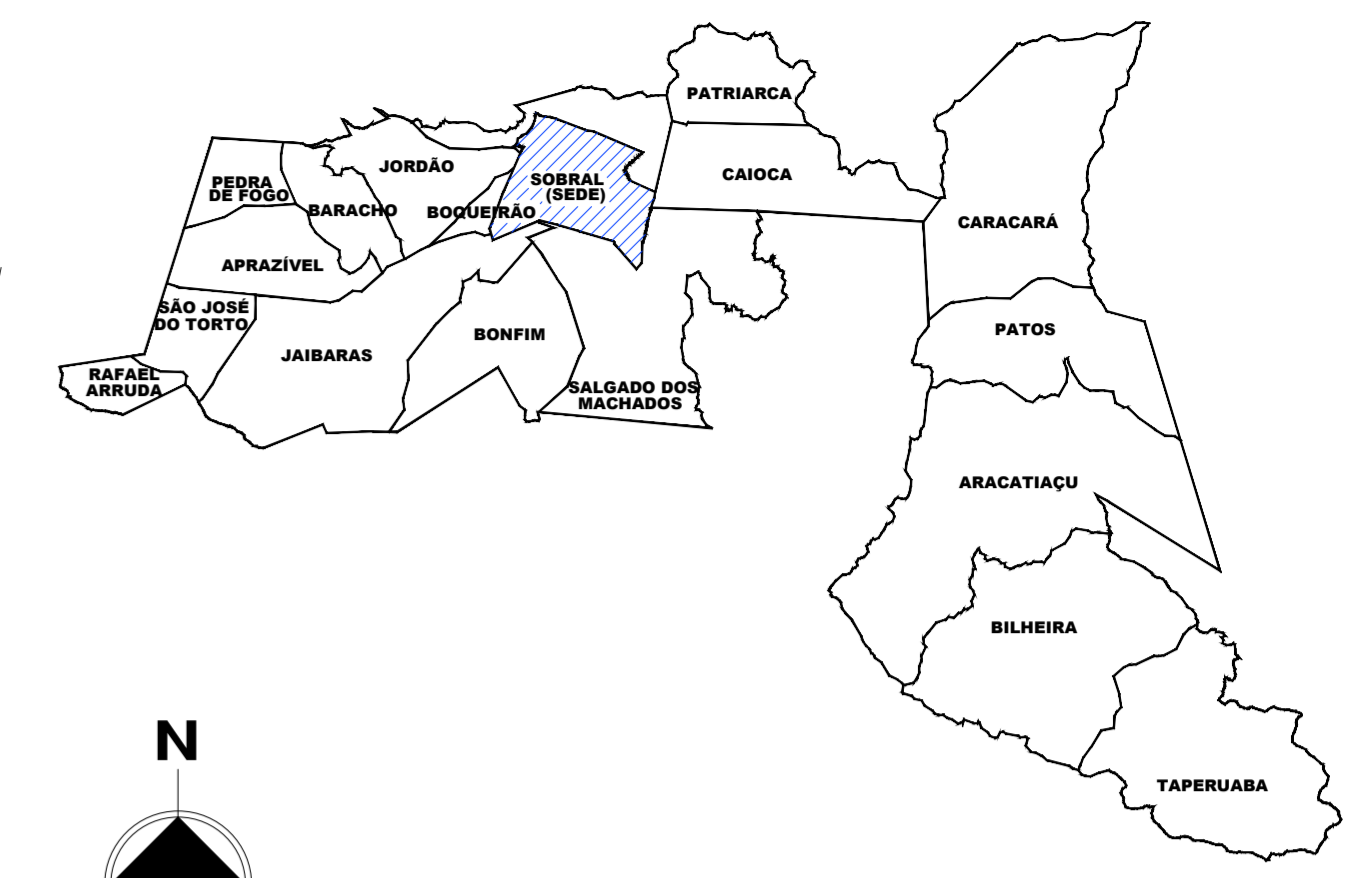 PATRIARCA
JORDÃO
CAIOCA
SOBRAL
(SEDE)
PEDRA
DE FOGO
BARACHO
BOQUEIRÃO
CARACARÁ
APRAZÍVEL
SÃO JOSÉ
DO TORTO
PATOS
BONFIM
JAIBARAS
RAFAEL
ARRUDA
SALGADO DOS
MACHADOS
ARACATIAÇU
BILHEIRA
N
TAPERUABA